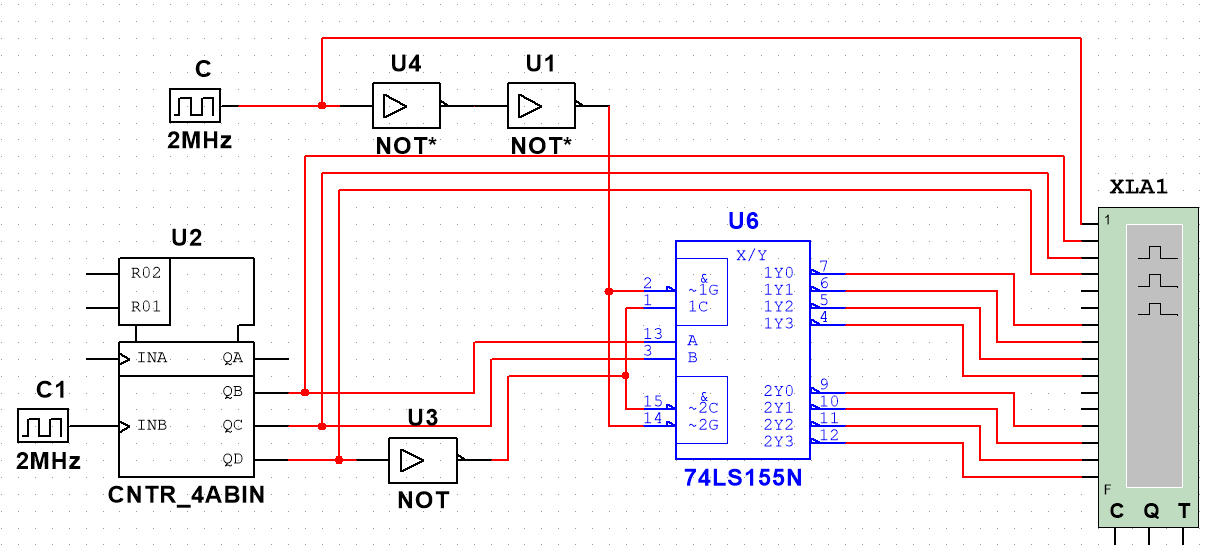 C
2MHz
U4
NOT*
U1
NOT*
XLA1
1
F
C Q T
U2
R02
R01
INA
QA
QB
INB
QC
QD
CNTR_4ABIN
C1
2MHz
U3
NOT
U6
X/Y
&
2 ~1G
1 1C
13 A
3 B
&
15 ~2C
14 ~2G
1Y0 7
1Y1 6
1Y2 5
1Y3 4
2Y0 9
2Y1 10
2Y2 11
2Y3 12
74LS155N